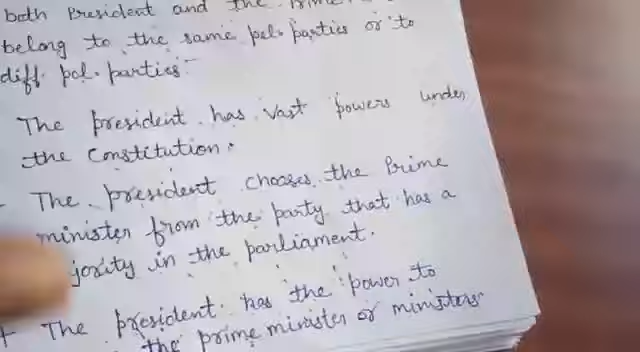 both President and the
belong to the same pol. parties or to
diff. pol. parties
The president has vast powers under
the Constitution.
The president chooses the Prime
minister from the party that has a
jority in the parliament.
+ The president has the power to
the prime minister or ministers